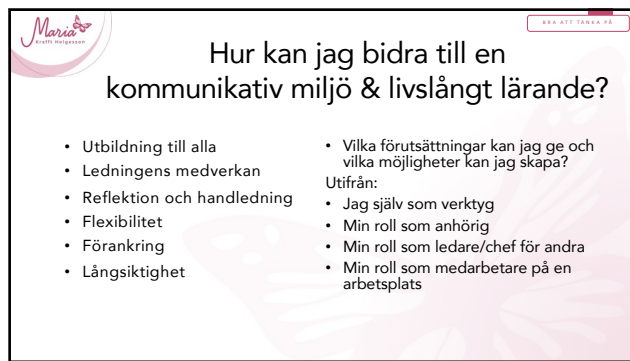 Maria
Krafft Helgesson
BRA ATT TÄNKA PÅ
Hur kan jag bidra till en
kommunikativ miljö & livslångt lärande?
• Utbildning till alla
• Ledningens medverkan
• Reflektion och handledning
• Flexibilitet
• Förankring
• Långsiktighet
• Vilka förutsättningar kan jag ge och
vilka möjligheter kan jag skapa?
Utifrån:
• Jag själv som verktyg
• Min roll som anhörig
• Min roll som ledare/chef för andra
• Min roll som medarbetare på en
arbetsplats